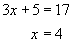 3x + 5 = 17
x = 4